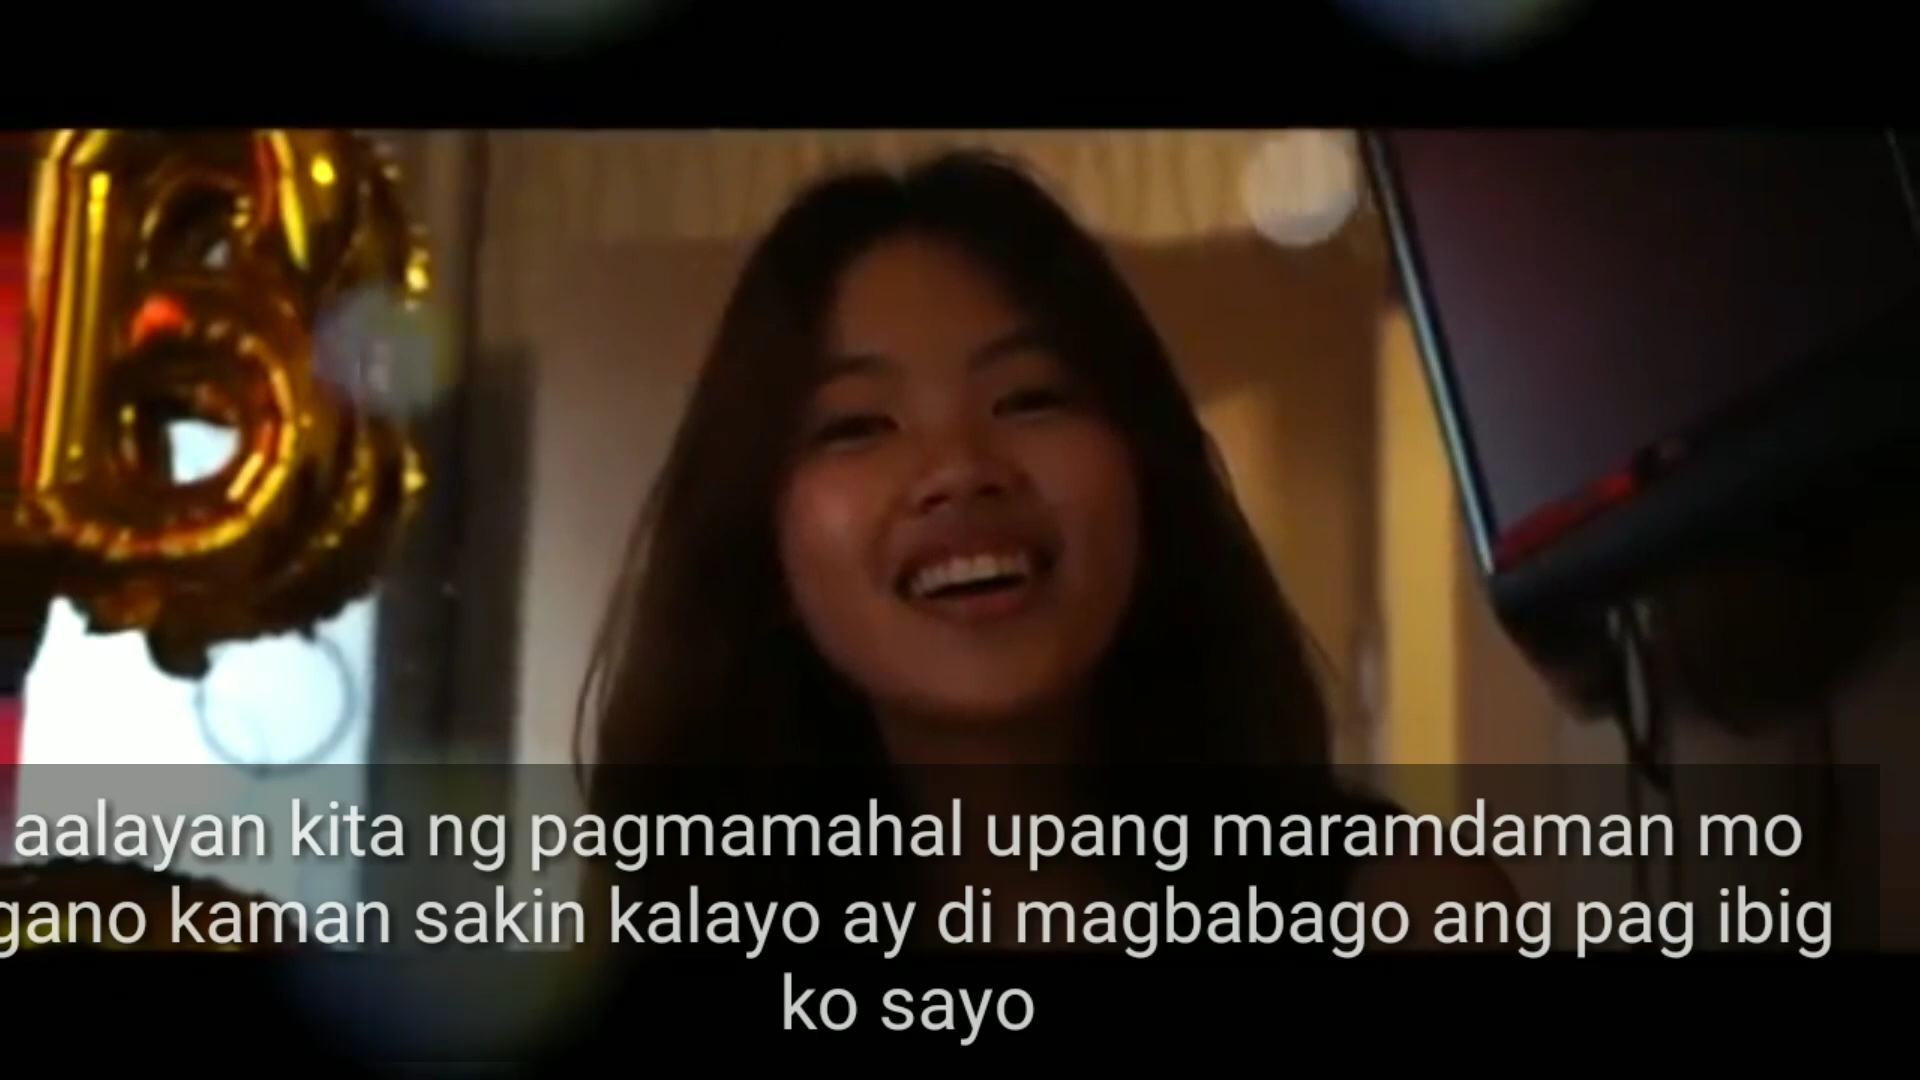 B
aalayan kita ng pagmamahal upang maramdaman mo
gano kaman sakin kalayo ay di magbabago ang pag ibig
ko sayo